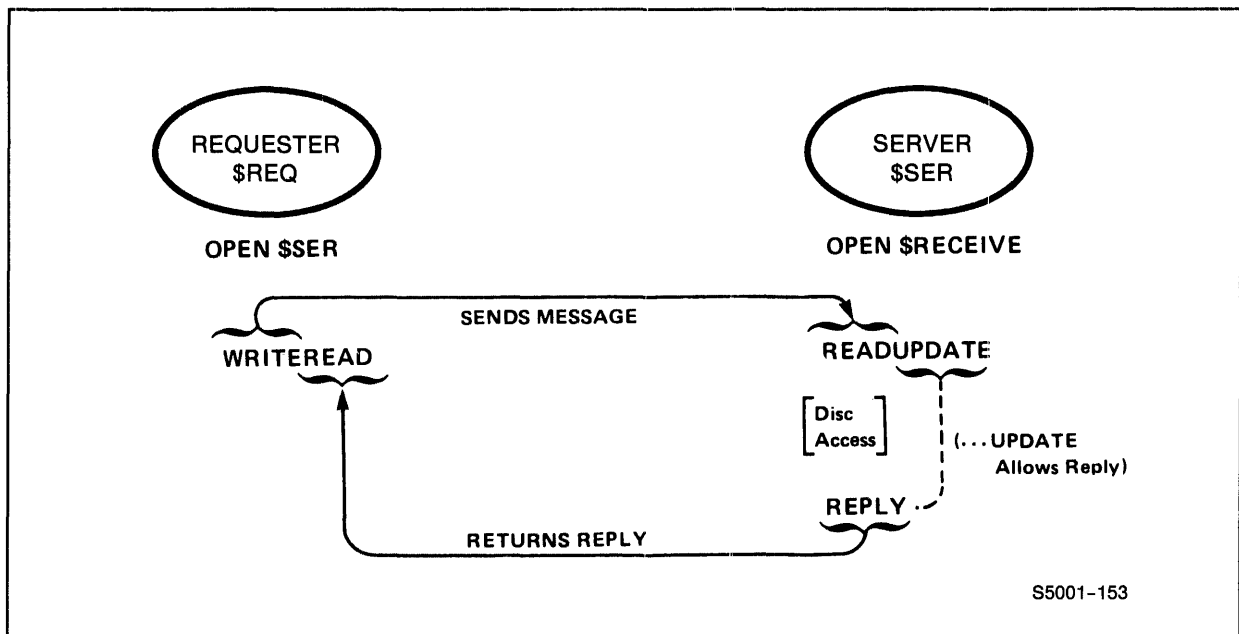 REQUESTER
$REQ
SERVER
$SER
OPEN $SER
OPEN $RECEIVE
SENDS MESSAGE
WRITEREAD
READUPDATE
[Disc
Access]
(...UPDATE
Allows Reply)
REPLY
RETURNS REPLY
S5001-153